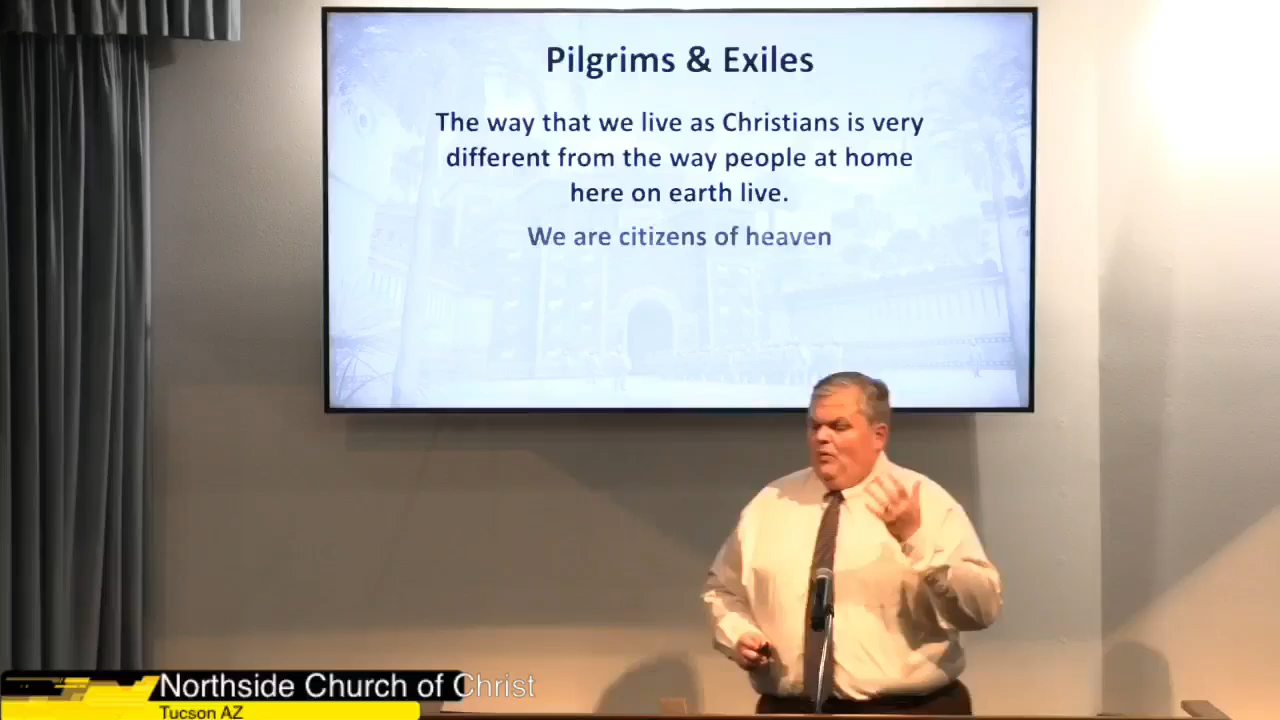 Pilgrims & Exiles
The way that we live as Christians is very
different from the way people at home
here on earth live.
We are citizens of heaven
Northside Church of Christ
Tucson AZ